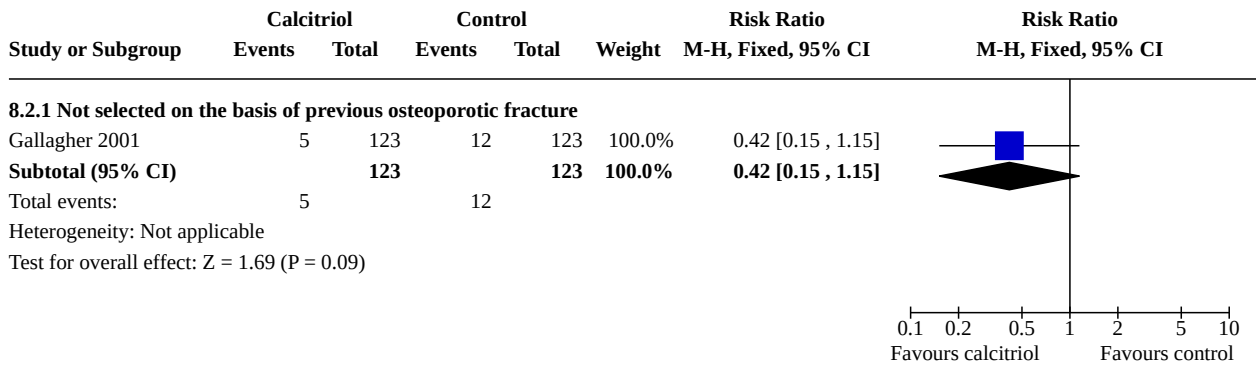 Calcitriol Control Risk Ratio Risk Ratio
Study or Subgroup Events Total Events Total Weight M-H, Fixed, 95% CI M-H, Fixed, 95% CI
8.2.1 Not selected on the basis of previous osteoporotic fracture
Gallagher 2001 5 123 12 123 100.0% 0.42 [0.15 , 1.15]
Subtotal (95% CI) 123 123 100.0% 0.42 [0.15 , 1.15]
Total events: 5 12
Heterogeneity: Not applicable
Test for overall effect: Z = 1.69 (P = 0.09)
0.1 0.2 0.5 1 2 5 10
Favours calcitriol Favours control